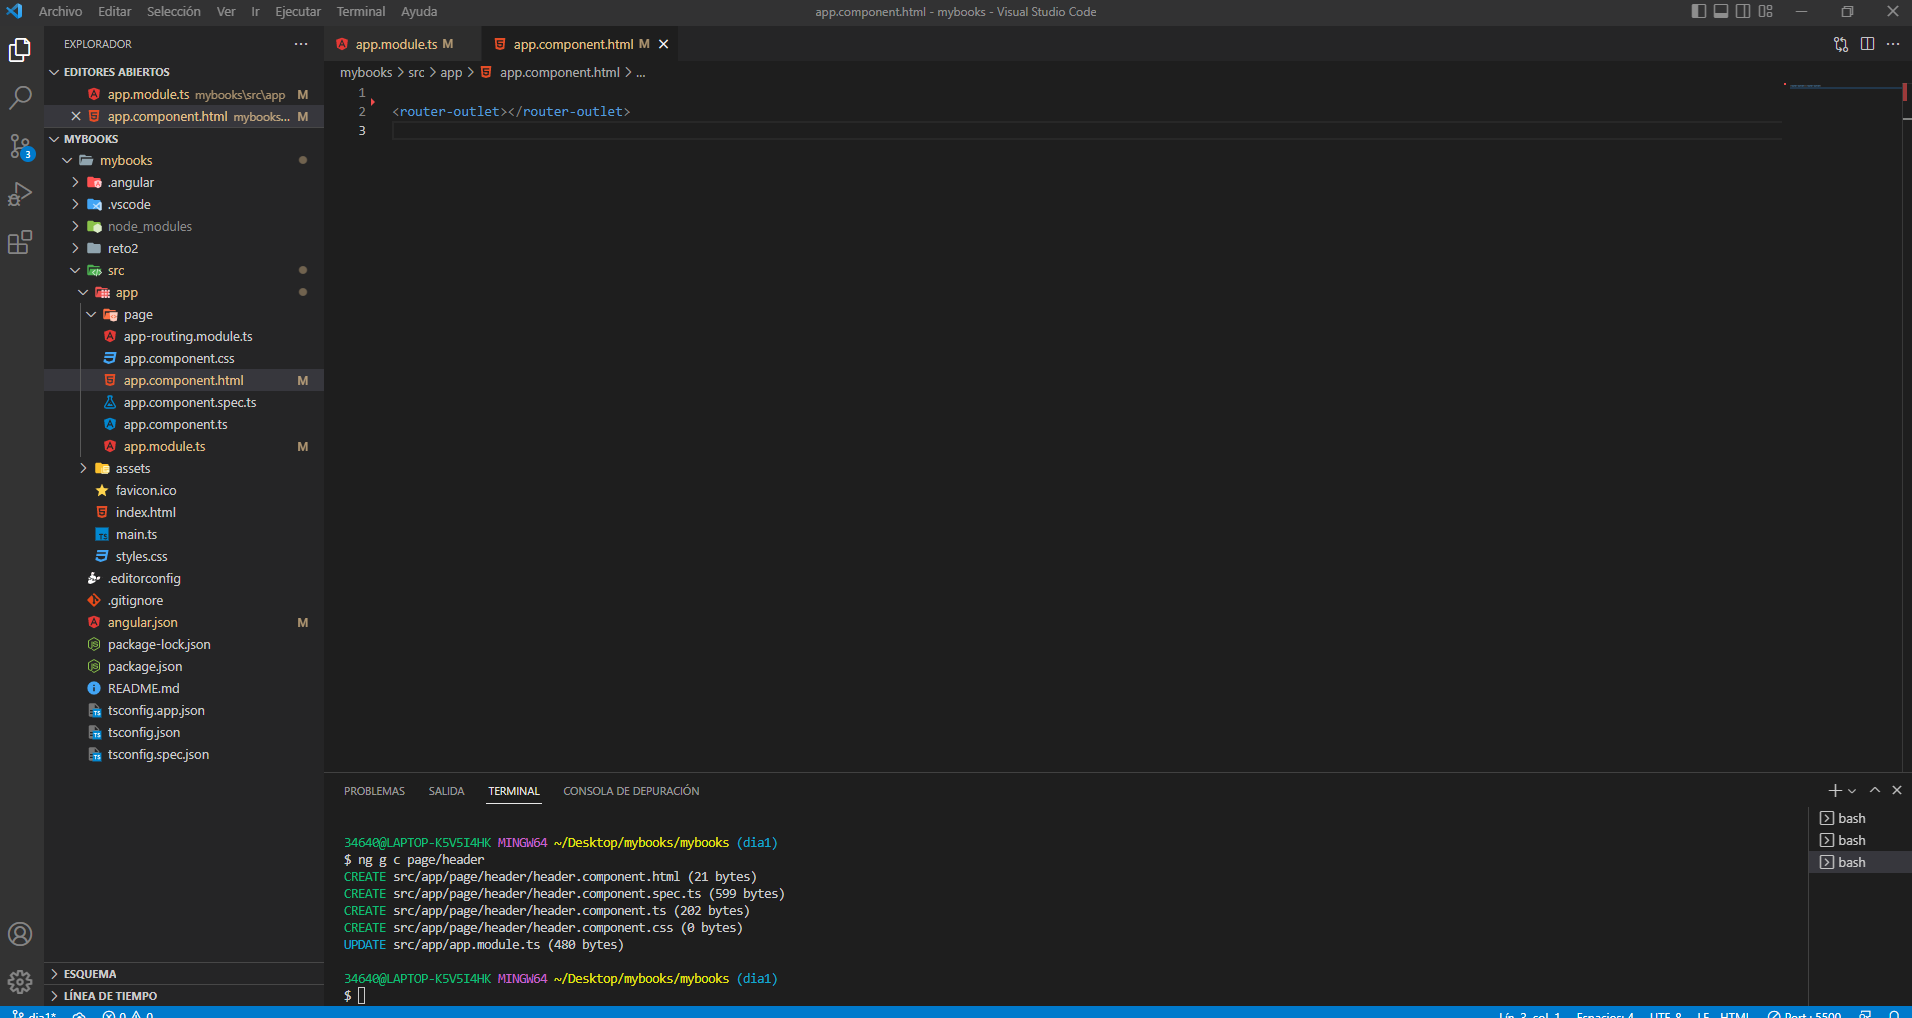 Archivo Editar Selección Ver Ir Ejecutar Terminal Ayuda
app.component.html - mybooks - Visual Studio Code
EXPLORADOR
EDITORES ABIERTOS
app.module.ts mybooks\src\app M
app.component.html mybooks... M
MYBOOKS
mybooks
.angular
.vscode
node_modules
reto2
src
app
page
app-routing.module.ts
app.component.css
app.component.html M
app.component.spec.ts
app.component.ts
app.module.ts M
assets
favicon.ico
index.html
main.ts
styles.css
.editorconfig
.gitignore
angular.json M
package-lock.json
package.json
README.md
tsconfig.app.json
tsconfig.json
tsconfig.spec.json
ESQUEMA
LÍNEA DE TIEMPO
3
app.module.ts M
app.component.html M
mybooks > src > app > app.component.html > ...
1
2 <router-outlet></router-outlet>
3
PROBLEMAS SALIDA TERMINAL CONSOLA DE DEPURACIÓN
34640@LAPTOP-K5V5I4HK MINGW64 ~/Desktop/mybooks/mybooks (dia1)
$ ng g c page/header
CREATE src/app/page/header/header.component.html (21 bytes)
CREATE src/app/page/header/header.component.spec.ts (599 bytes)
CREATE src/app/page/header/header.component.ts (202 bytes)
CREATE src/app/page/header/header.component.css (0 bytes)
UPDATE src/app/app.module.ts (480 bytes)
34640@LAPTOP-K5V5I4HK MINGW64 ~/Desktop/mybooks/mybooks (dia1)
$
bash
bash
bash
dia1* 0 0 Lín. 3, col. 1 Espacios: 4 UTF-8 LF HTML Port : 5500